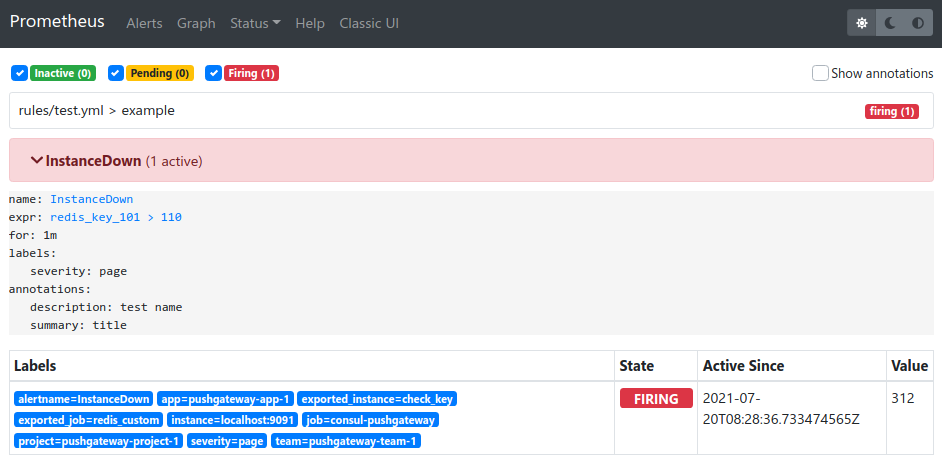 Prometheus Alerts Graph Status Help Classic UI
Inactive (0) Pending (0) Firing (1) Show annotations
rules/test.yml > example firing (1)
InstanceDown (1 active)
name: InstanceDown
expr: redis_key_101 > 110
for: 1m
labels:
severity: page
annotations:
description: test name
summary: title
Labels State Active Since Value
alertname=InstanceDown app=pushgateway-app-1 exported_instance=check_key FIRING 2021-07- 312
exported_job=redis_custom instance=localhost:9091 job=consul-pushgateway 20T08:28:36.733474565Z
project=pushgateway-project-1 severity=page team=pushgateway-team-1